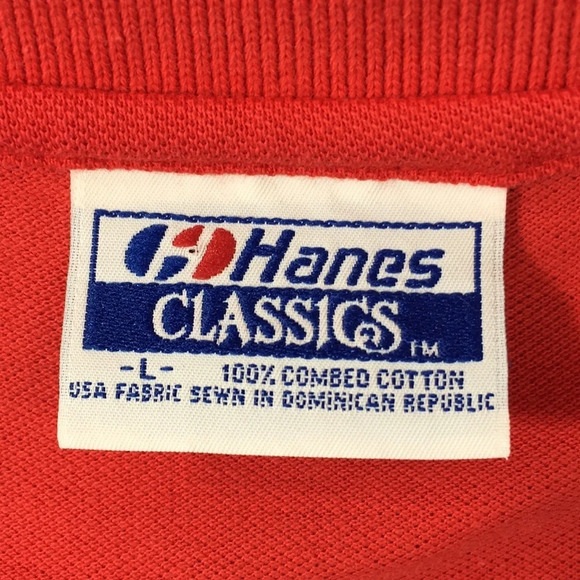 Hanes
CLASSICS TM
-L- 100% COMBED COTTON
USA FABRIC SEWN IN DOMINICAN REPUBLIC